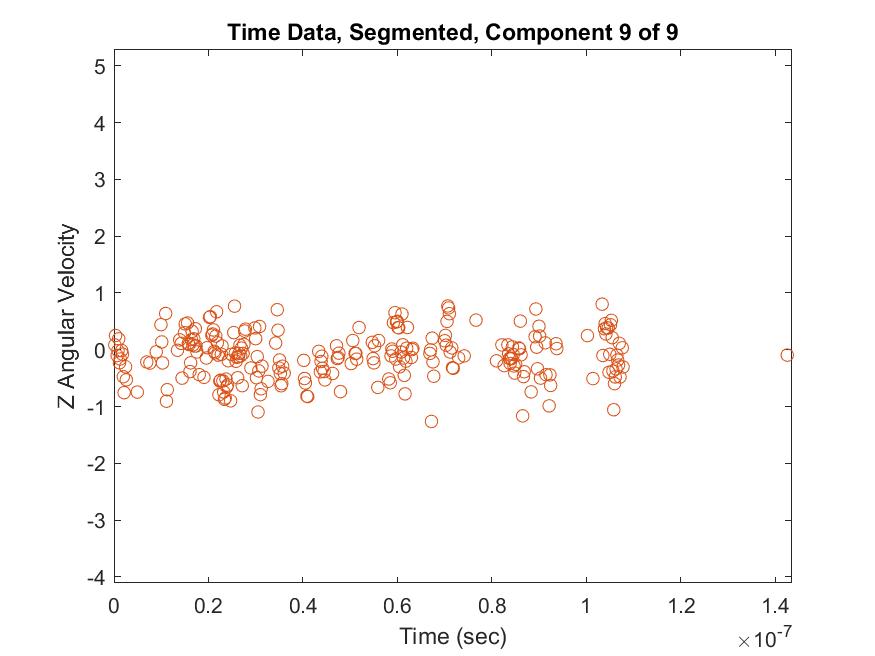 Time Data, Segmented, Component 9 of 9
5
4
3
2
1
0
-1
-2
-3
-4
Z Angular Velocity
0 0.2 0.4 0.6 0.8 1 1.2 1.4
Time (sec)
×10-7